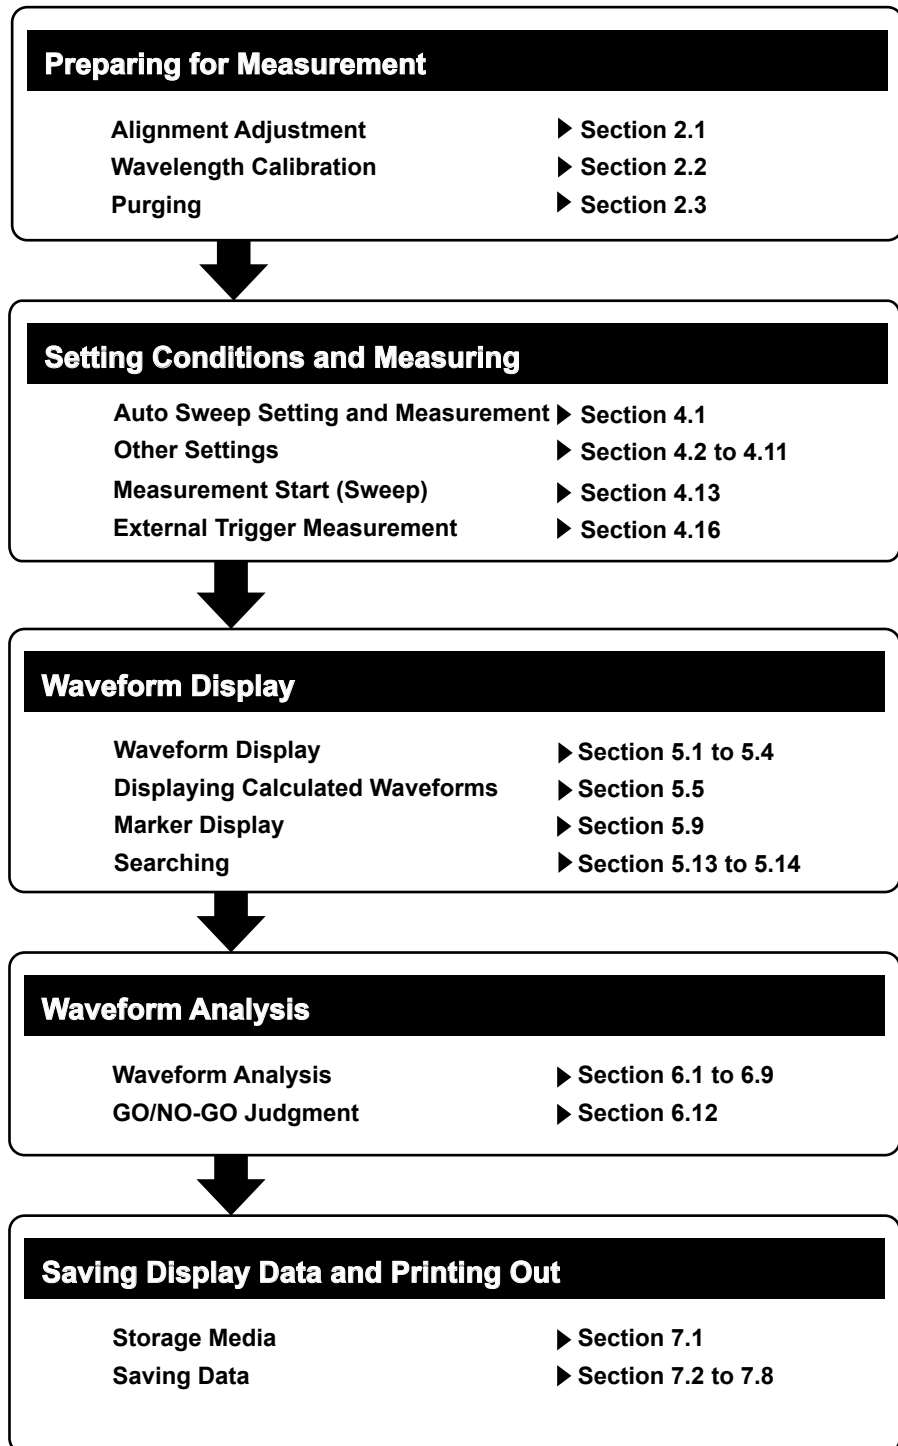 Preparing for Measurement
Alignment Adjustment Section 2.1
Wavelength Calibration Section 2.2
Purging Section 2.3
Setting Conditions and Measuring
Auto Sweep Setting and Measurement Section 4.1
Other Settings Section 4.2 to 4.11
Measurement Start (Sweep) Section 4.13
External Trigger Measurement Section 4.16
Waveform Display
Waveform Display Section 5.1 to 5.4
Displaying Calculated Waveforms Section 5.5
Marker Display Section 5.9
Searching Section 5.13 to 5.14
Waveform Analysis
Waveform Analysis Section 6.1 to 6.9
GO/NO-GO Judgment Section 6.12
Saving Display Data and Printing Out
Storage Media Section 7.1
Saving Data Section 7.2 to 7.8